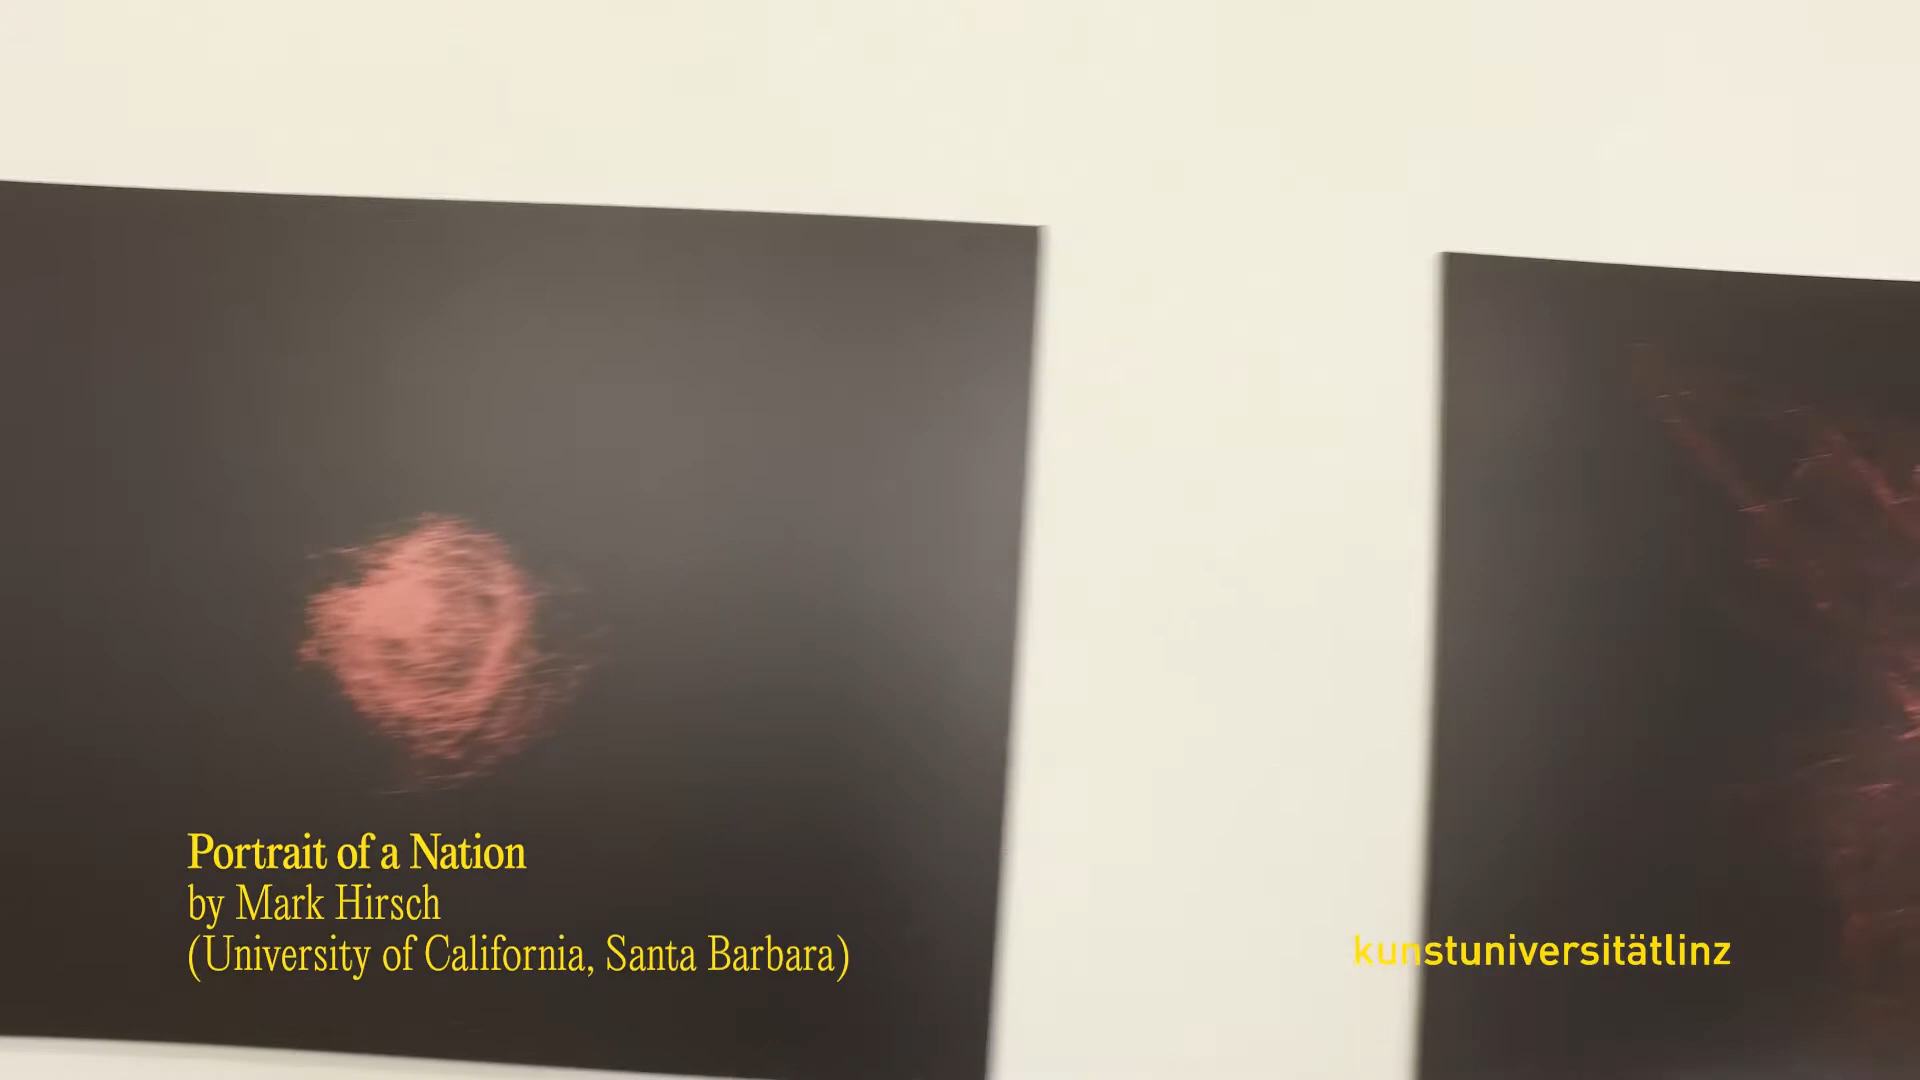 Portrait of a Nation
by Mark Hirsch
(University of California, Santa Barbara)
kunstuniversitätlinz